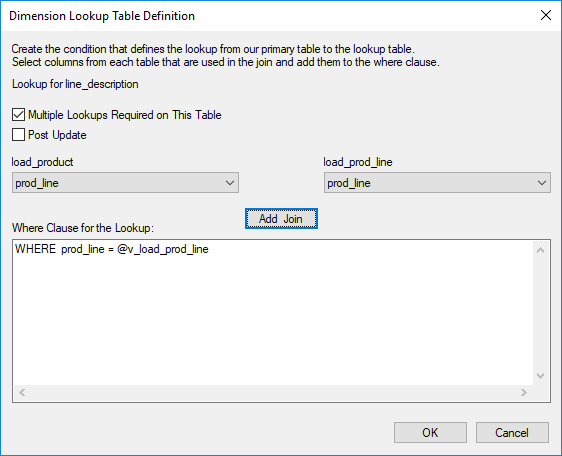 Dimension Lookup Table Definition
Create the condition that defines the lookup from our primary table to the lookup table.
Select columns from each table that are used in the join and add them to the where clause.
Lookup for line_description
Multiple Lookups Required on This Table
Post Update
load_product load_prod_line
prod_line prod_line
Add Join
Where Clause for the Lookup:
WHERE prod_line = @v_load_prod_line
OK Cancel